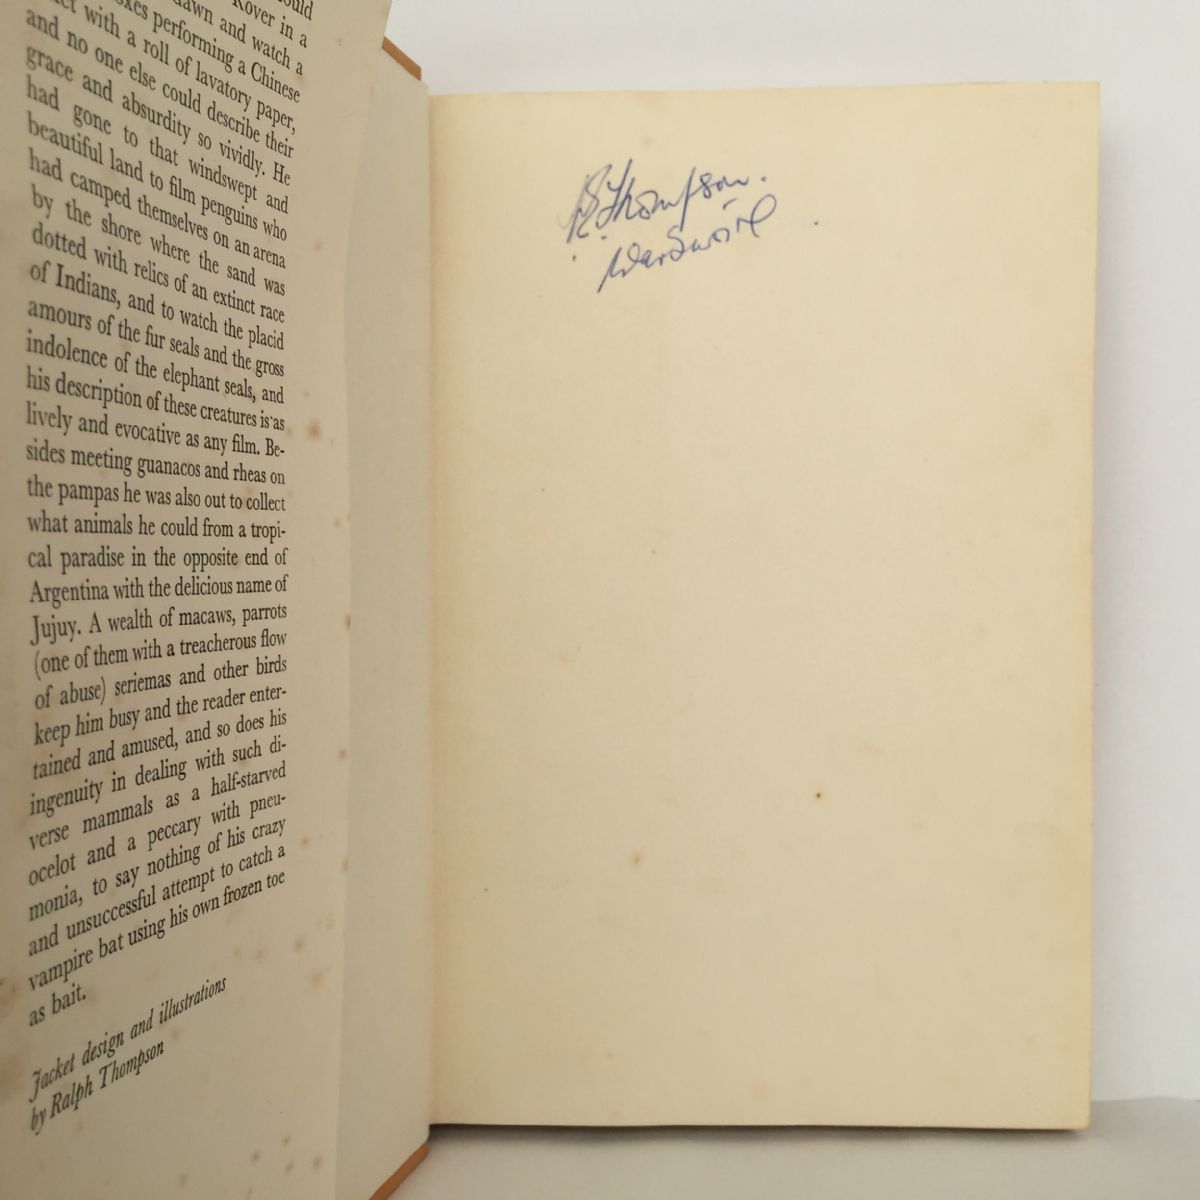 ould
Rover in a
dawn and watch a
oxes performing a Chinese
with a roll of lavatory paper,
and no one else could describe their
grace and absurdity so vividly. He
had gone to that windswept and
beautiful land to film penguins who
had camped themselves on an arena
by the shore where the sand was
dotted with relics of an extinct race
of Indians, and to watch the placid
amours of the fur seals and the gross
indolence of the elephant seals, and
his description of these creatures is as
lively and evocative as any film. Be-
sides meeting guanacos and rheas on
the pampas he was also out to collect
what animals he could from a tropi-
cal paradise in the opposite end of
Argentina with the delicious name of
Jujuy. A wealth of macaws, parrots
(one of them with a treacherous flow
of abuse) seriemas and other birds
keep him busy and the reader enter-
tained and amused, and so does his
ingenuity in dealing with such di-
verse mammals as a half-starved
ocelot and a peccary with pneu-
monia, to say nothing of his crazy
and unsuccessful attempt to catch a
vampire bat using his own frozen toe
as bait.
Jacket design and illustrations
by Ralph Thompson
Thompson.